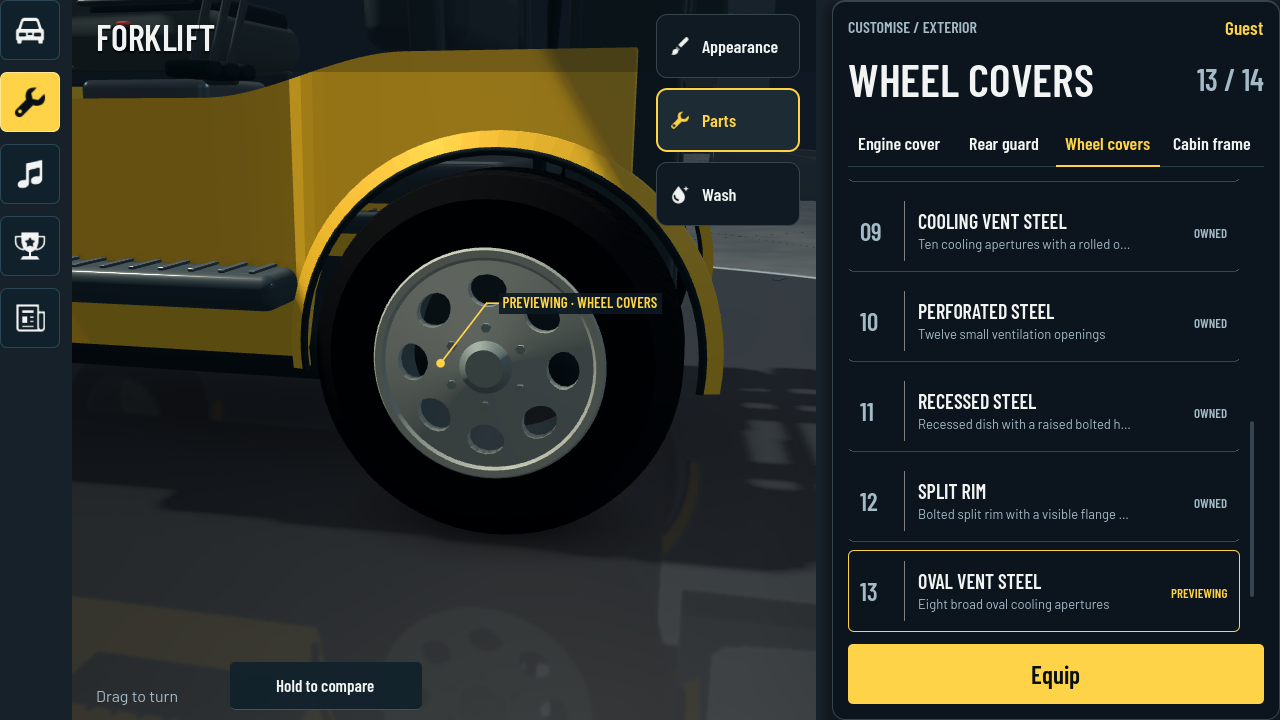 FORKLIFT
Appearance
Parts
Wash
PREVIEWING · WHEEL COVERS
Drag to turn
Hold to compare
CUSTOMISE / EXTERIOR
Guest
WHEEL COVERS
13 / 14
Engine cover
Rear guard
Wheel covers
Cabin frame
09
COOLING VENT STEEL
Ten cooling apertures with a rolled o...
OWNED
10
PERFORATED STEEL
Twelve small ventilation openings
OWNED
11
RECESSED STEEL
Recessed dish with a raised bolted h...
OWNED
12
SPLIT RIM
Bolted split rim with a visible flange ...
OWNED
13
OVAL VENT STEEL
Eight broad oval cooling apertures
PREVIEWING
Equip